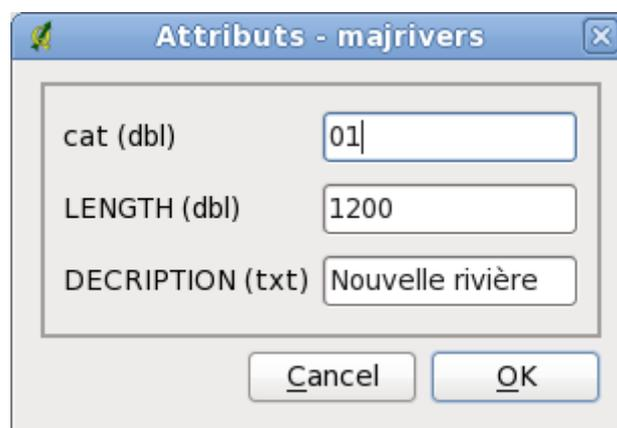 Attributs - majrivers
cat (dbl) 01
LENGTH (dbl) 1200
DECRIPTION (txt) Nouvelle rivière
Cancel OK